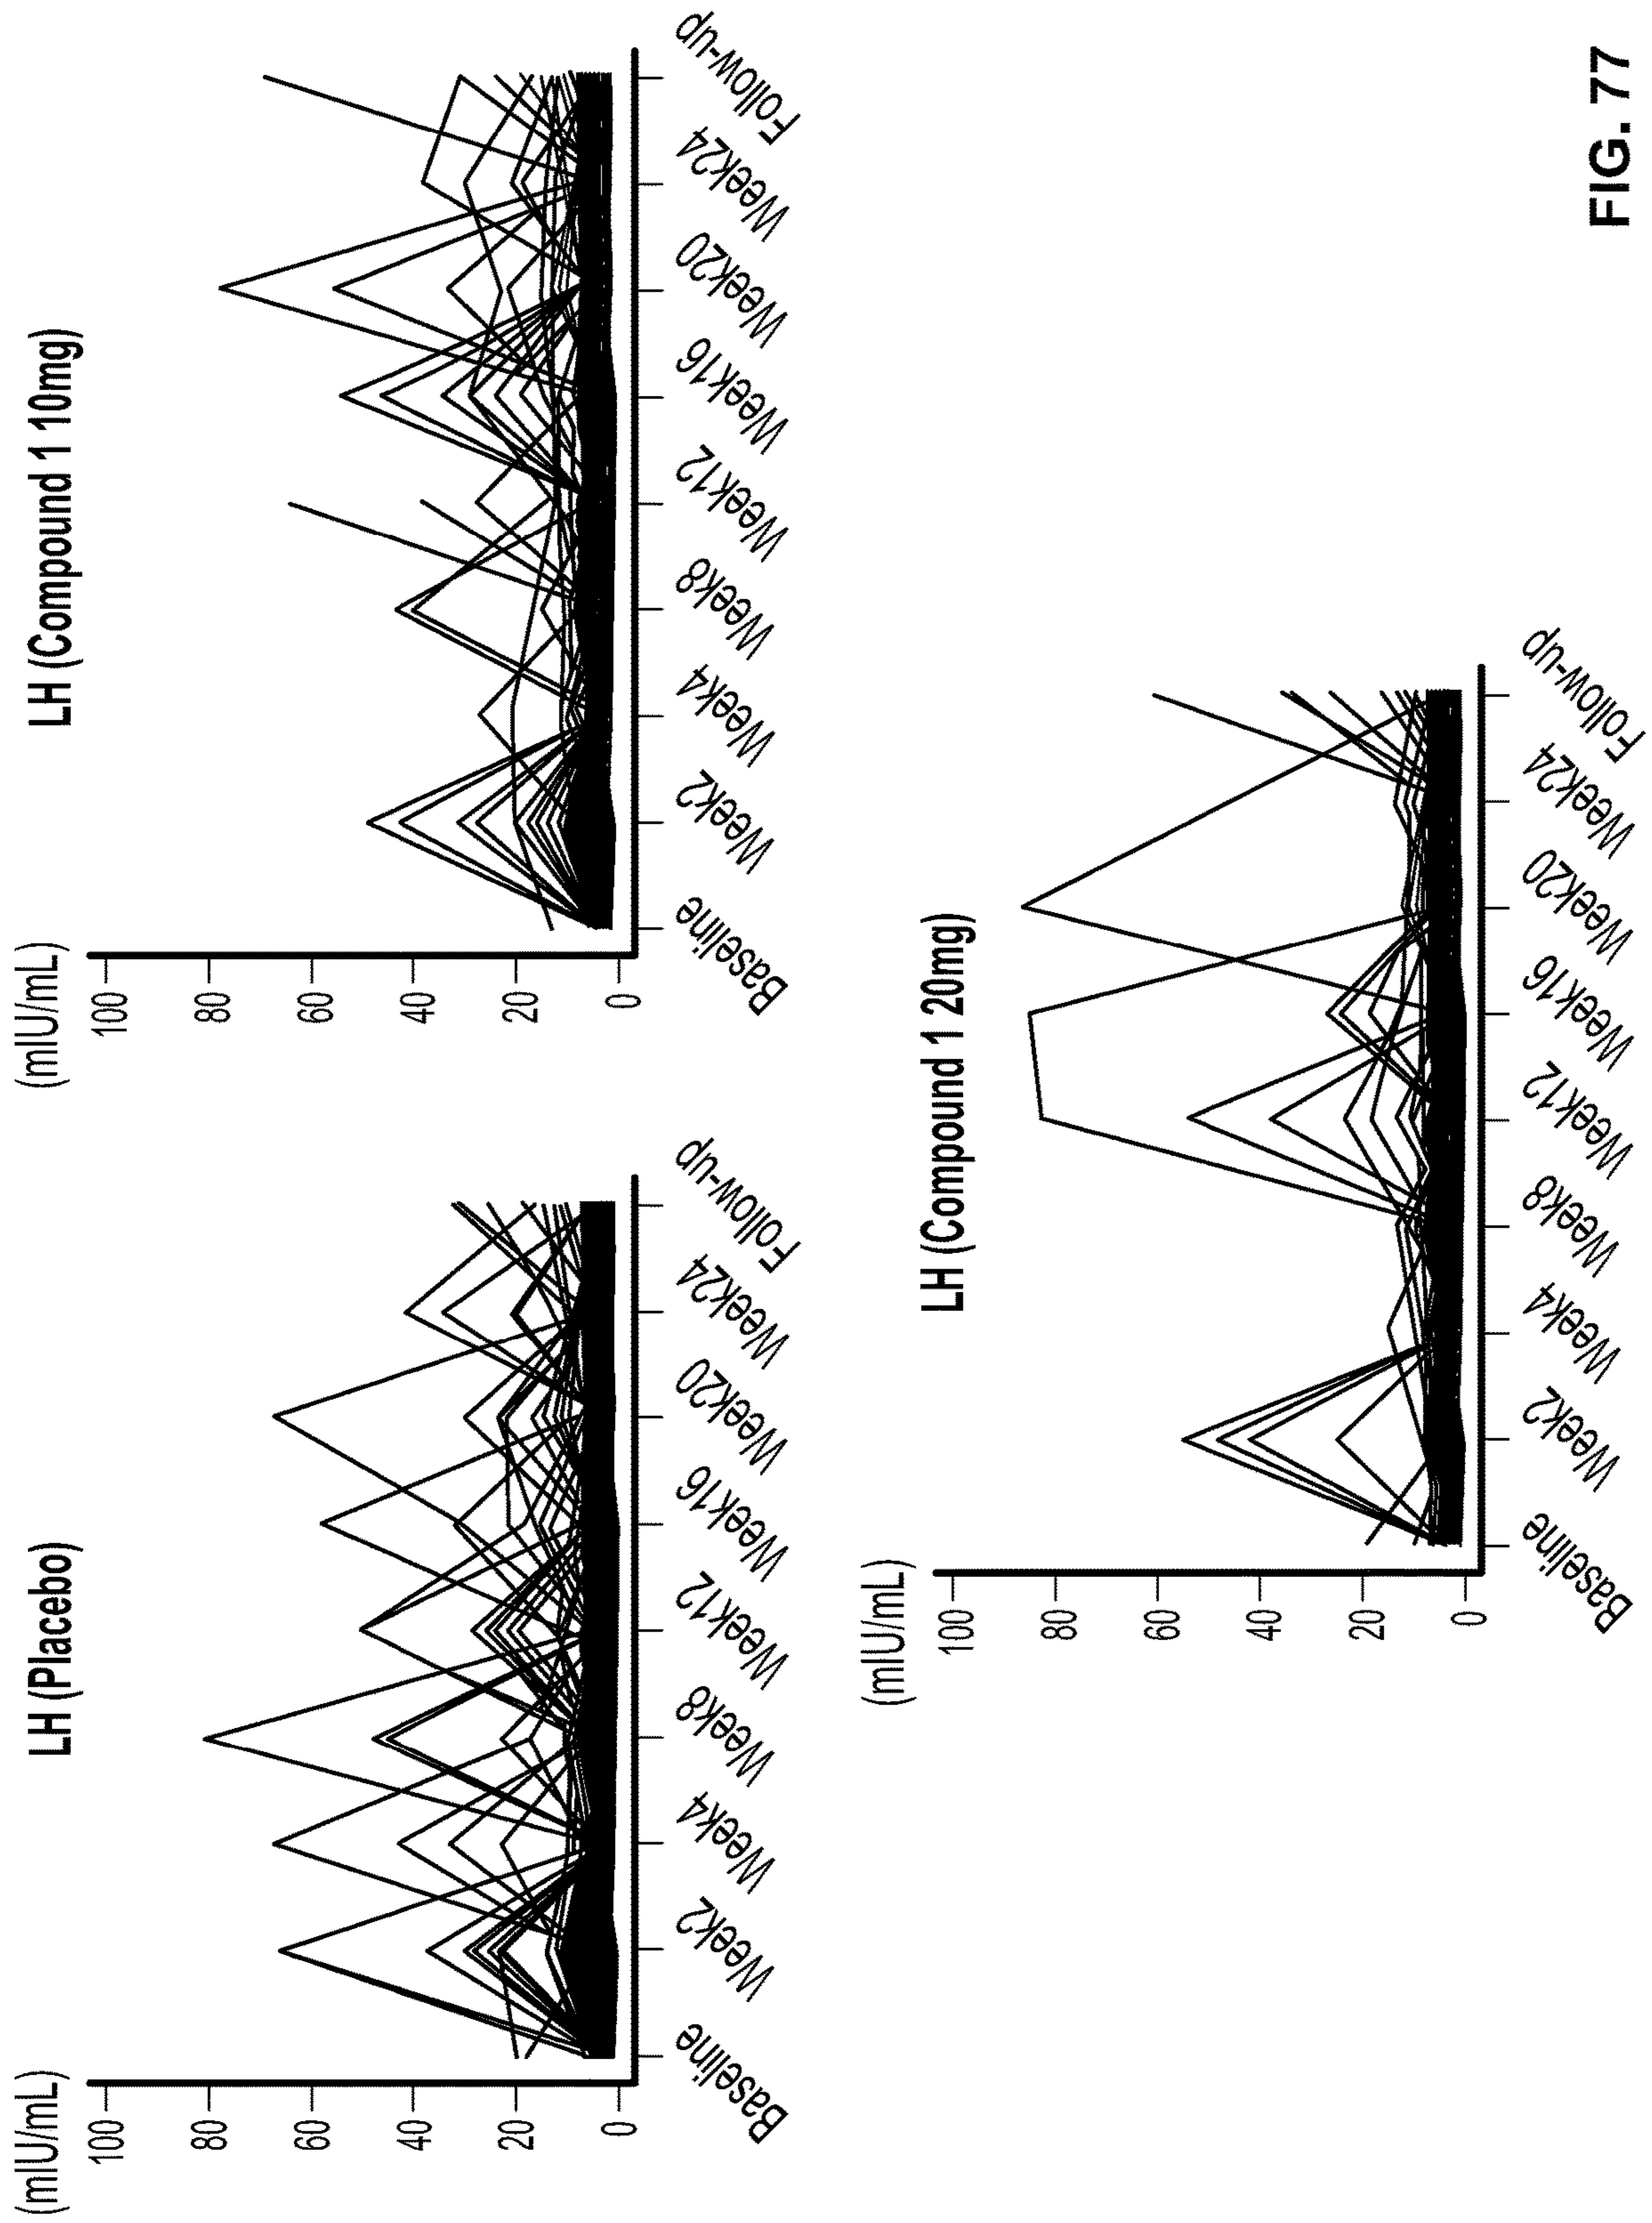 LH (Placebo)
(mIU/mL)
100
80
60
40
20
0
Baseline
Week2
Week4
Week8
Week12
Week16
Week20
Week24
Follow-up
LH (Compound 1 10mg)
(mIU/mL)
100
80
60
40
20
0
Baseline
Week2
Week4
Week8
Week12
Week16
Week20
Week24
Follow-up
LH (Compound 1 20mg)
(mIU/mL)
100
80
60
40
20
0
Baseline
Week2
Week4
Week8
Week12
Week16
Week20
Week24
Follow-up
FIG. 77